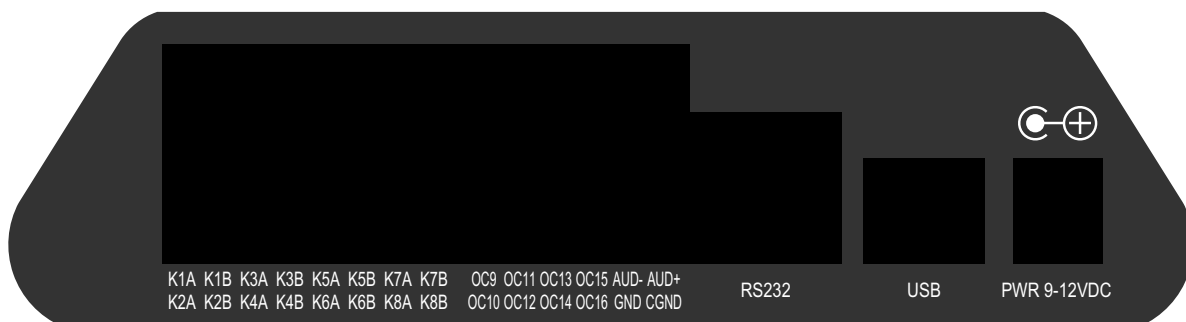 K1A K1B K3A K3B K5A K5B K7A K7B OC9 OC11 OC13 OC15 AUD- AUD+
K2A K2B K4A K4B K6A K6B K8A K8B OC10 OC12 OC14 OC16 GND CGND
RS232
USB
PWR 9-12VDC